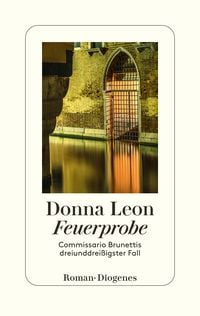 Donna Leon
Feuerprobe
Commissario Brunettis
dreiunddreißigster Fall
Roman · Diogenes